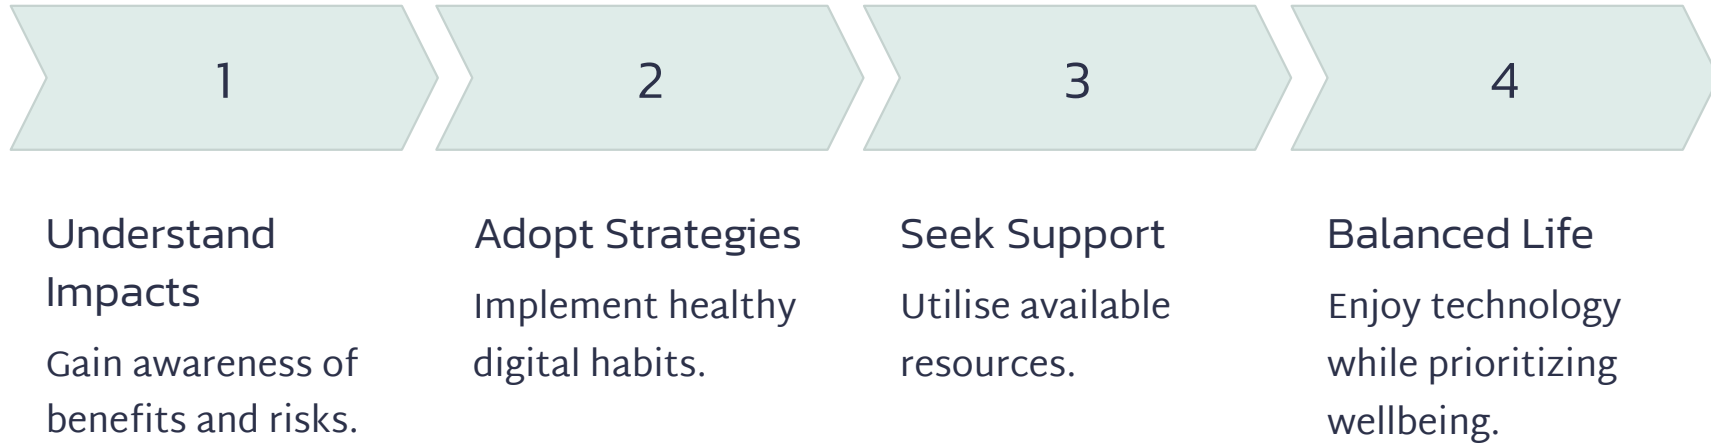 1
2
3
4
Understand
Impacts
Gain awareness of
benefits and risks.
Adopt Strategies
Implement healthy
digital habits.
Seek Support
Utilise available
resources.
Balanced Life
Enjoy technology
while prioritizing
wellbeing.